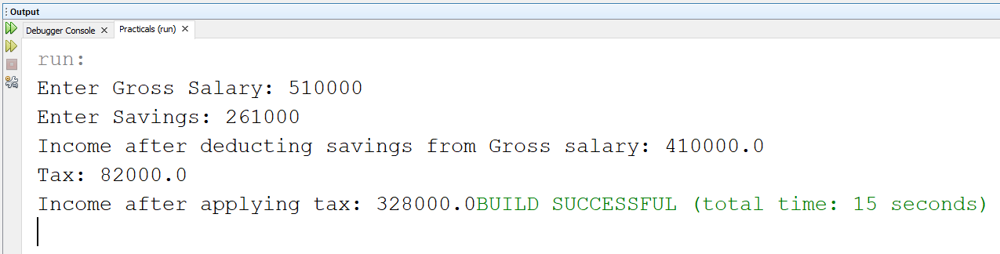 Output
Debugger Console × Practicals (run) ×
run:
Enter Gross Salary: 510000
Enter Savings: 261000
Income after deducting savings from Gross salary: 410000.0
Tax: 82000.0
Income after applying tax: 328000.0BUILD SUCCESSFUL (total time: 15 seconds)